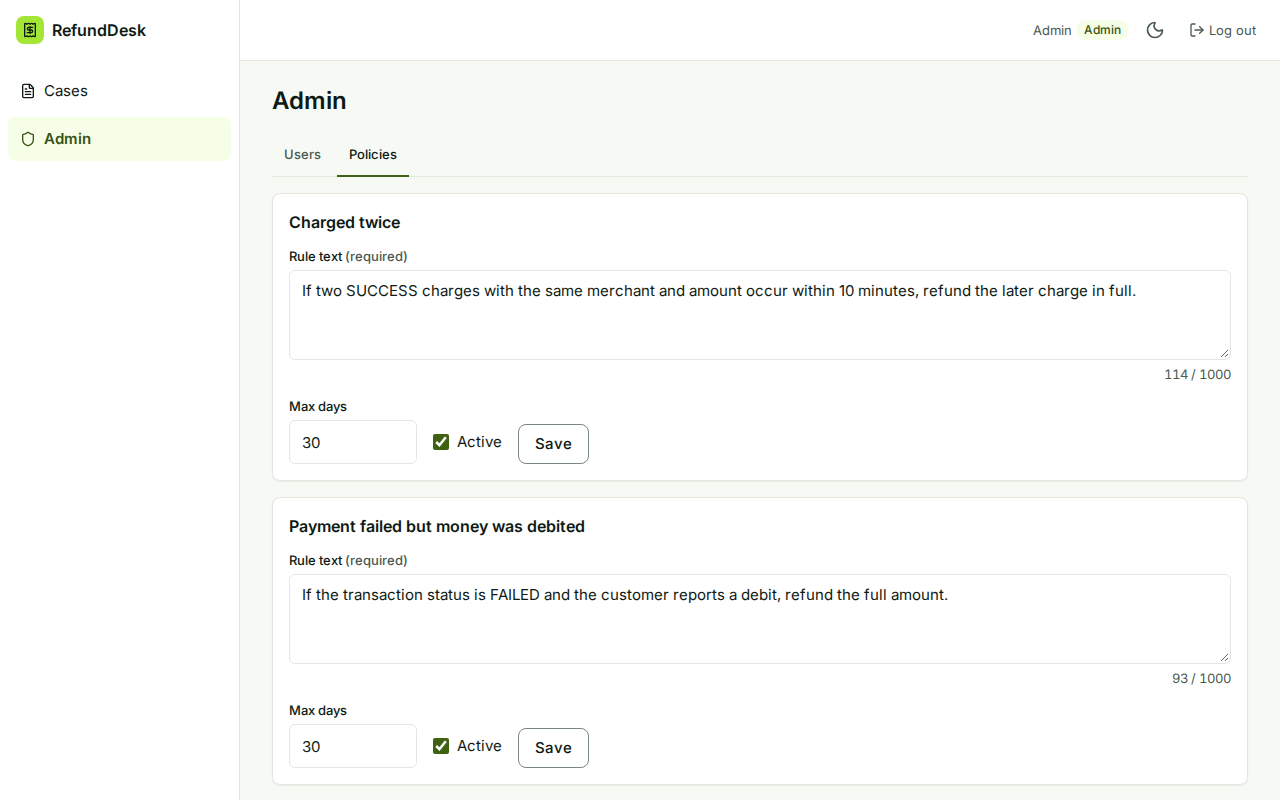 RefundDesk
Admin Admin Log out
Cases
Admin
Admin
Users Policies
Charged twice
Rule text (required)
If two SUCCESS charges with the same merchant and amount occur within 10 minutes, refund the later charge in full.
114 / 1000
Max days
30 Active Save
Payment failed but money was debited
Rule text (required)
If the transaction status is FAILED and the customer reports a debit, refund the full amount.
93 / 1000
Max days
30 Active Save